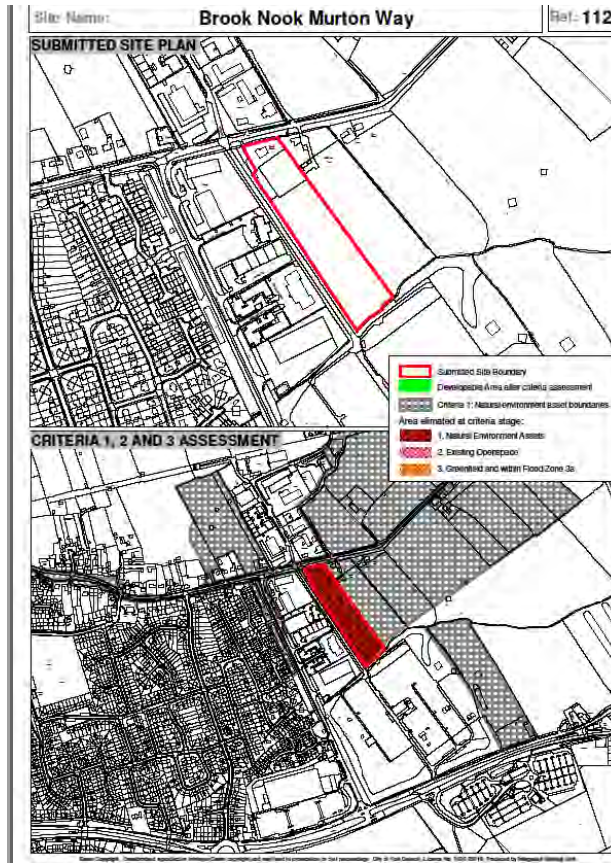 Site Name: Brook Nook Murton Way Ref: 112
SUBMITTED SITE PLAN
Submitted Site Boundary
Developable Area after criteria assessment
Criteria 1: Natural environment asset boundaries
Area elimated at criteria stage:
1, Natural Environment Assets
2, Existing Openspace
3, Greenfield and within Flood Zone 3a
CRITERIA 1, 2 AND 3 ASSESSMENT